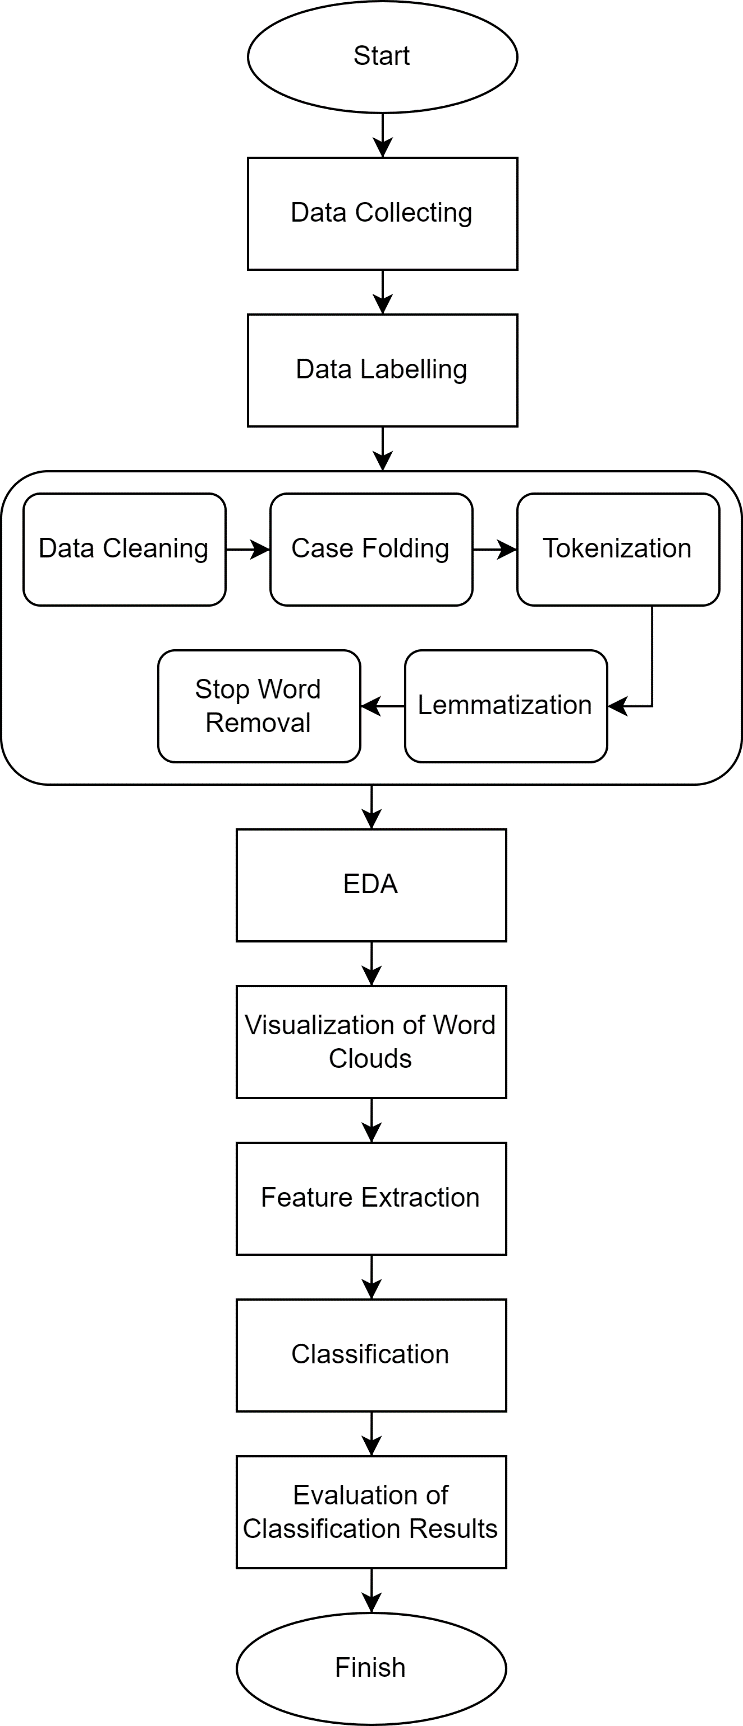 Start
Data Collecting
Data Labelling
Data Cleaning
Case Folding
Tokenization
Lemmatization
Stop Word
Removal
EDA
Visualization of Word
Clouds
Feature Extraction
Classification
Evaluation of
Classification Results
Finish